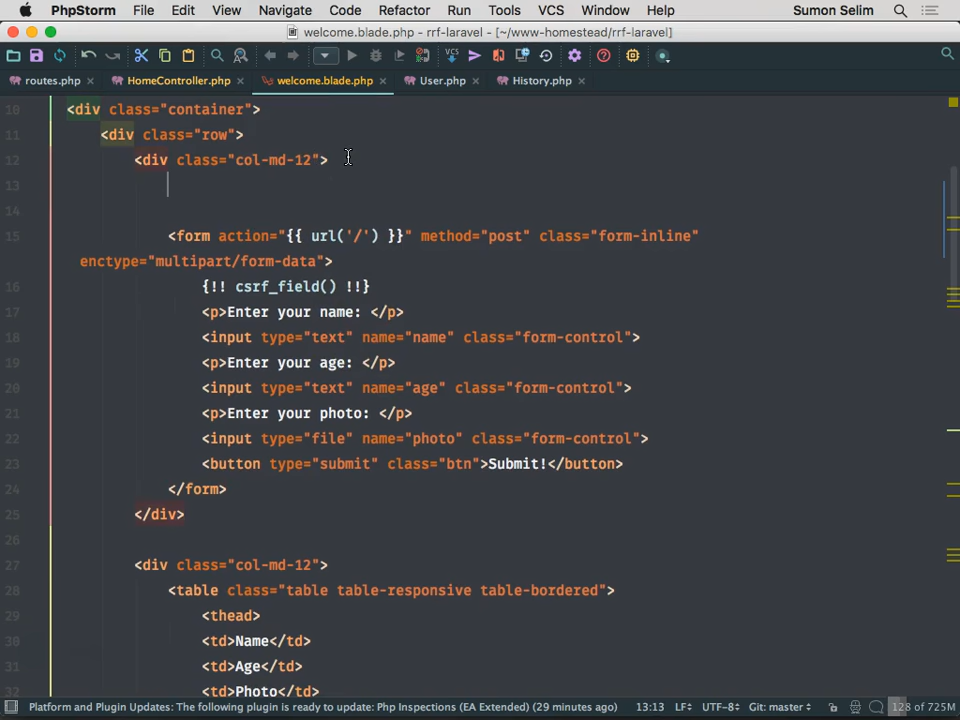 PhpStorm File Edit View Navigate Code Refactor Run Tools VCS Window Help Sumon Selim
welcome.blade.php - [~/www-homestead/rrf-laravel]
routes.php HomeController.php welcome.blade.php User.php History.php
10 <div class="container">
11 <div class="row">
12 <div class="col-md-12">
13
14
15 <form action="{{ url('/') }}" method="post" class="form-inline"
enctype="multipart/form-data">
16 {!! csrf_field() !!}
17 <p>Enter your name: </p>
18 <input type="text" name="name" class="form-control">
19 <p>Enter your age: </p>
20 <input type="text" name="age" class="form-control">
21 <p>Enter your photo: </p>
22 <input type="file" name="photo" class="form-control">
23 <button type="submit" class="btn">Submit!</button>
24 </form>
25 </div>
26
27 <div class="col-md-12">
28 <table class="table table-responsive table-bordered">
29 <thead>
30 <td>Name</td>
31 <td>Age</td>
32 <td>Photo</td>
Platform and Plugin Updates: The following plugin is ready to update: Php Inspections (EA Extended) (29 minutes ago) 13:13 LF÷ UTF-8÷ Git: master÷ 128 of 725M